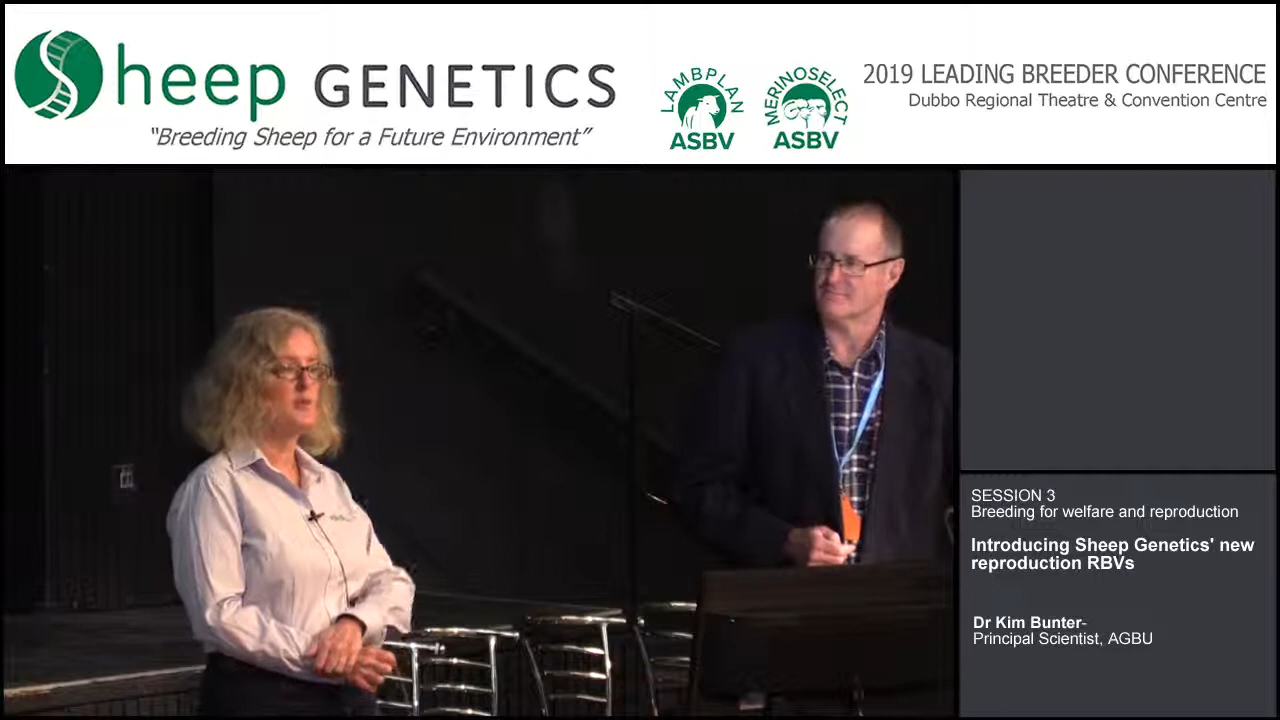 Sheep GENETICS
"Breeding Sheep for a Future Environment"
LAMBPLAN
ASBV
MERINOSELECT
ASBV
2019 LEADING BREEDER CONFERENCE
Dubbo Regional Theatre & Convention Centre
SESSION 3
Breeding for welfare and reproduction
Introducing Sheep Genetics' new
reproduction RBVs
Dr Kim Bunter-
Principal Scientist, AGBU